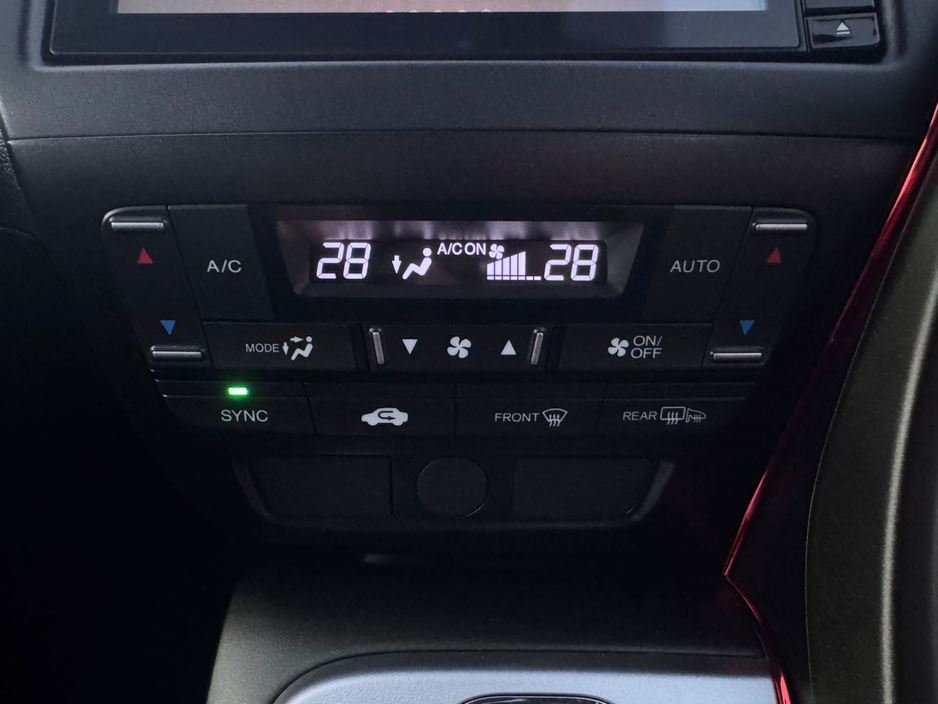 28 A/C ON 28
A/C
AUTO
MODE
ON/
OFF
SYNC
FRONT
REAR